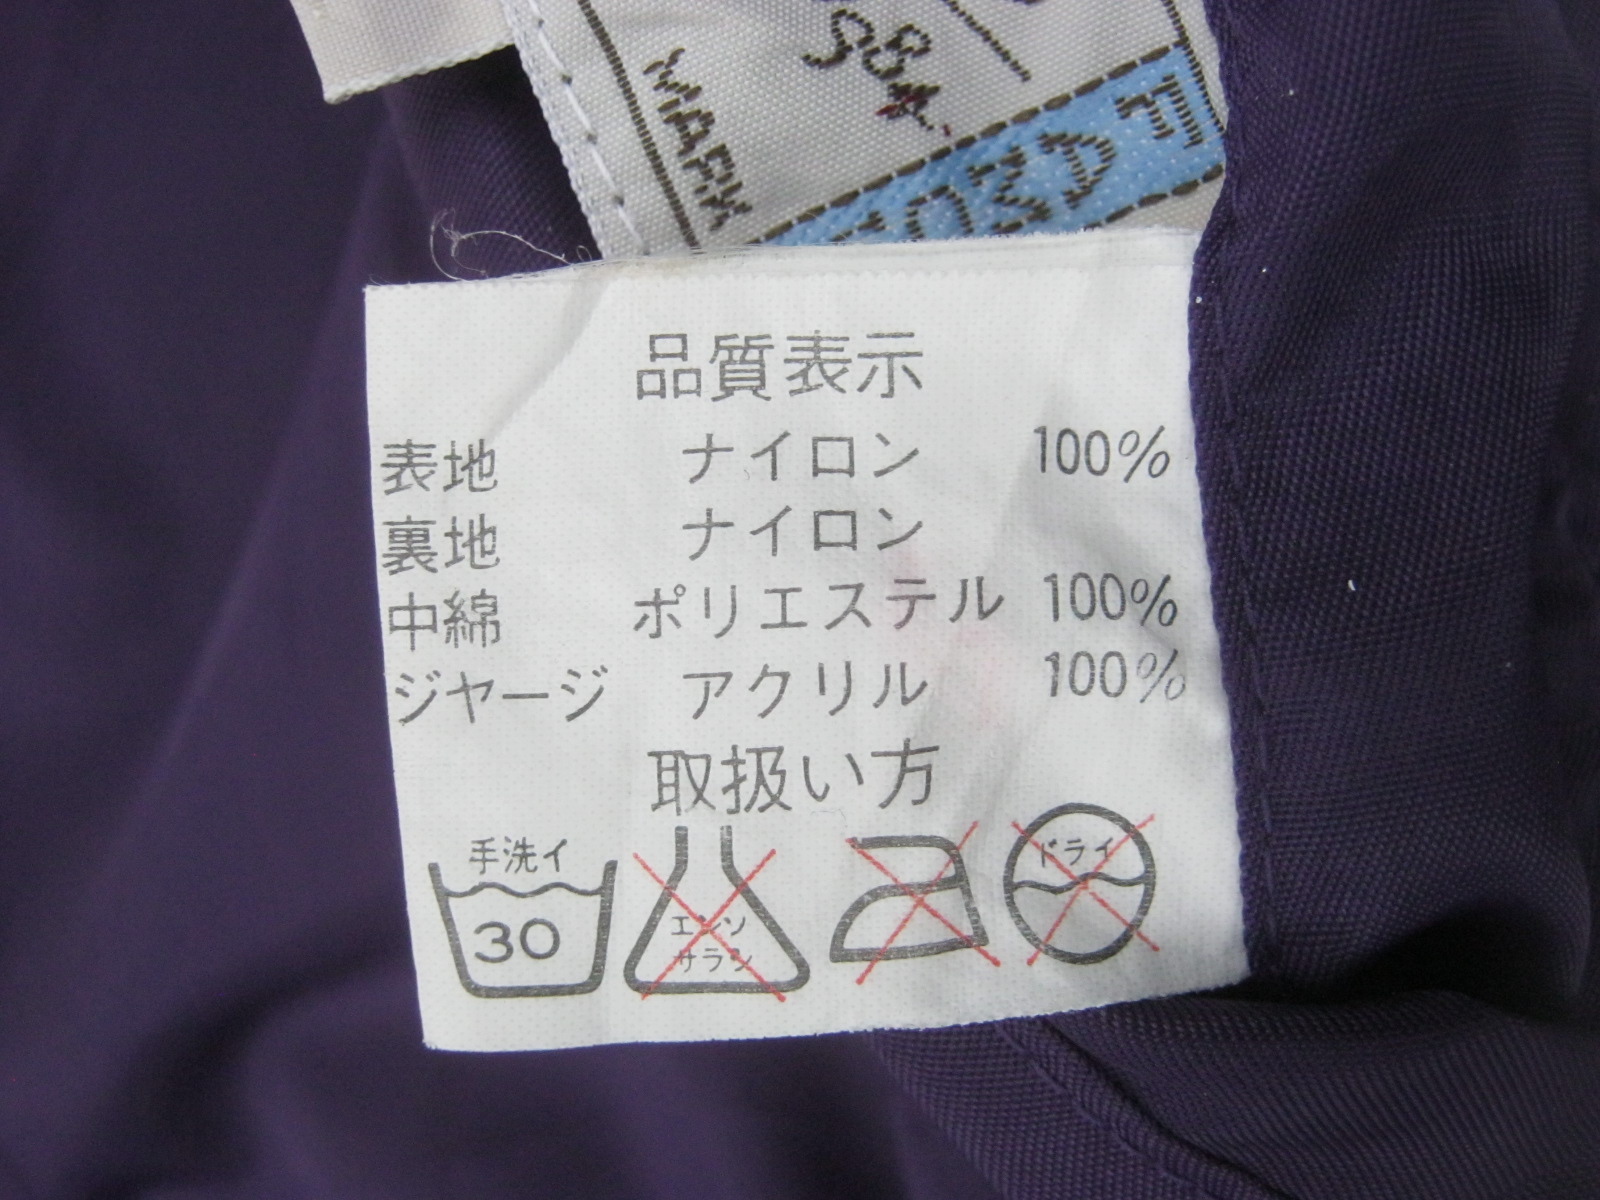 MARK
品質表示
表地 ナイロン 100%
裏地 ナイロン
中綿 ポリエステル 100%
ジャージ アクリル 100%
取扱い方
手洗イ
30
エンソ
サラシ
ドライ